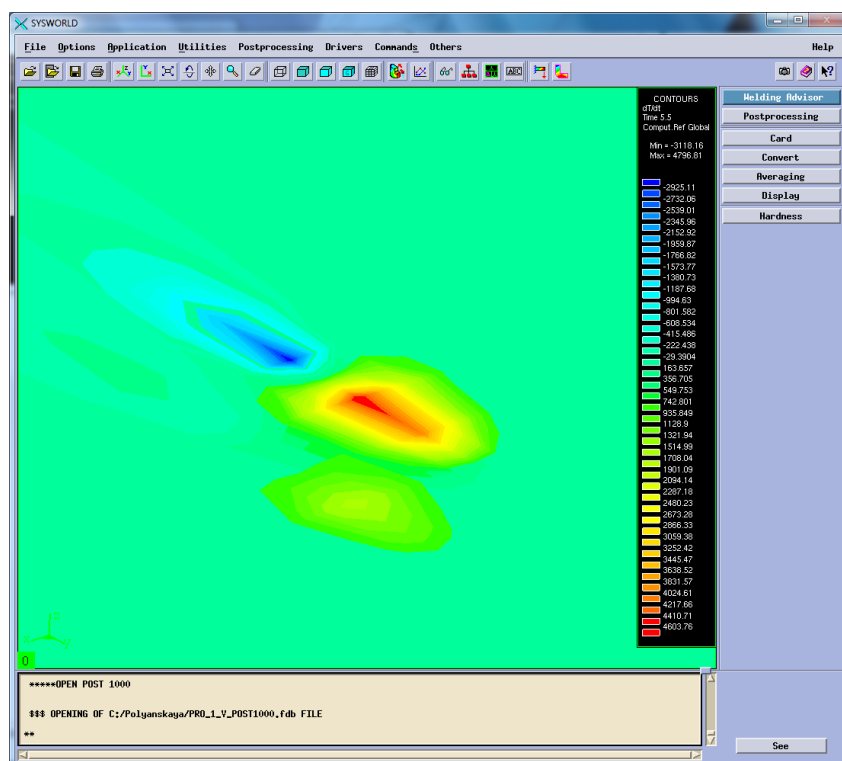 SYSWORLD
File Options Application Utilities Postprocessing Drivers Commands Others Help
ABC
CONTOURS
dT/dt
Time 5.5
Comput.Ref Global
Min = -3118.16
Max = 4796.81
-2925.11
-2732.06
-2539.01
-2345.96
-2152.92
-1959.87
-1766.82
-1573.77
-1380.73
-1187.68
-994.63
-801.582
-608.534
-415.486
-222.438
-29.3904
163.657
356.705
549.753
742.801
935.849
1128.9
1321.94
1514.99
1708.04
1901.09
2094.14
2287.18
2480.23
2673.28
2866.33
3059.38
3252.42
3445.47
3638.52
3831.57
4024.61
4217.66
4410.71
4603.76
Welding Advisor
Postprocessing
Card
Convert
Averaging
Display
Hardness
Z
X
Y
0
*****OPEN POST 1000
$$$ OPENING OF C:/Polyanskaya/PRO_1_V_POST1000.fdb FILE
**
See